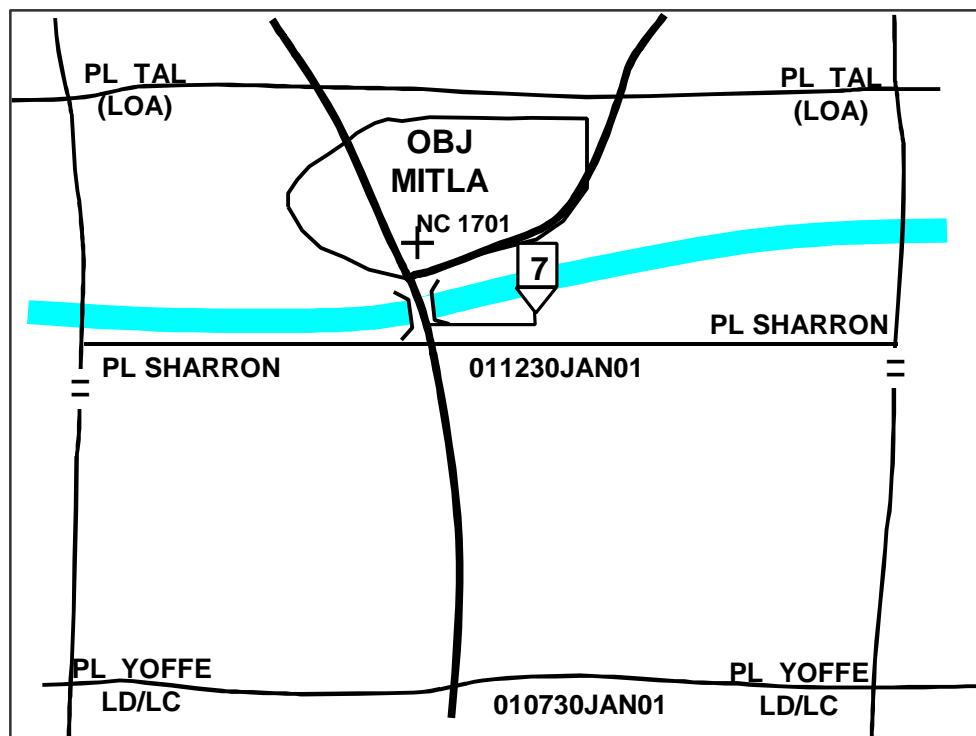 PL TAL
(LOA)
PL TAL
(LOA)
OBJ
MITLA
NC 1701
7
PL SHARRON
PL SHARRON
011230JAN01
PL YOFFE
LD/LC
010730JAN01
PL YOFFE
LD/LC